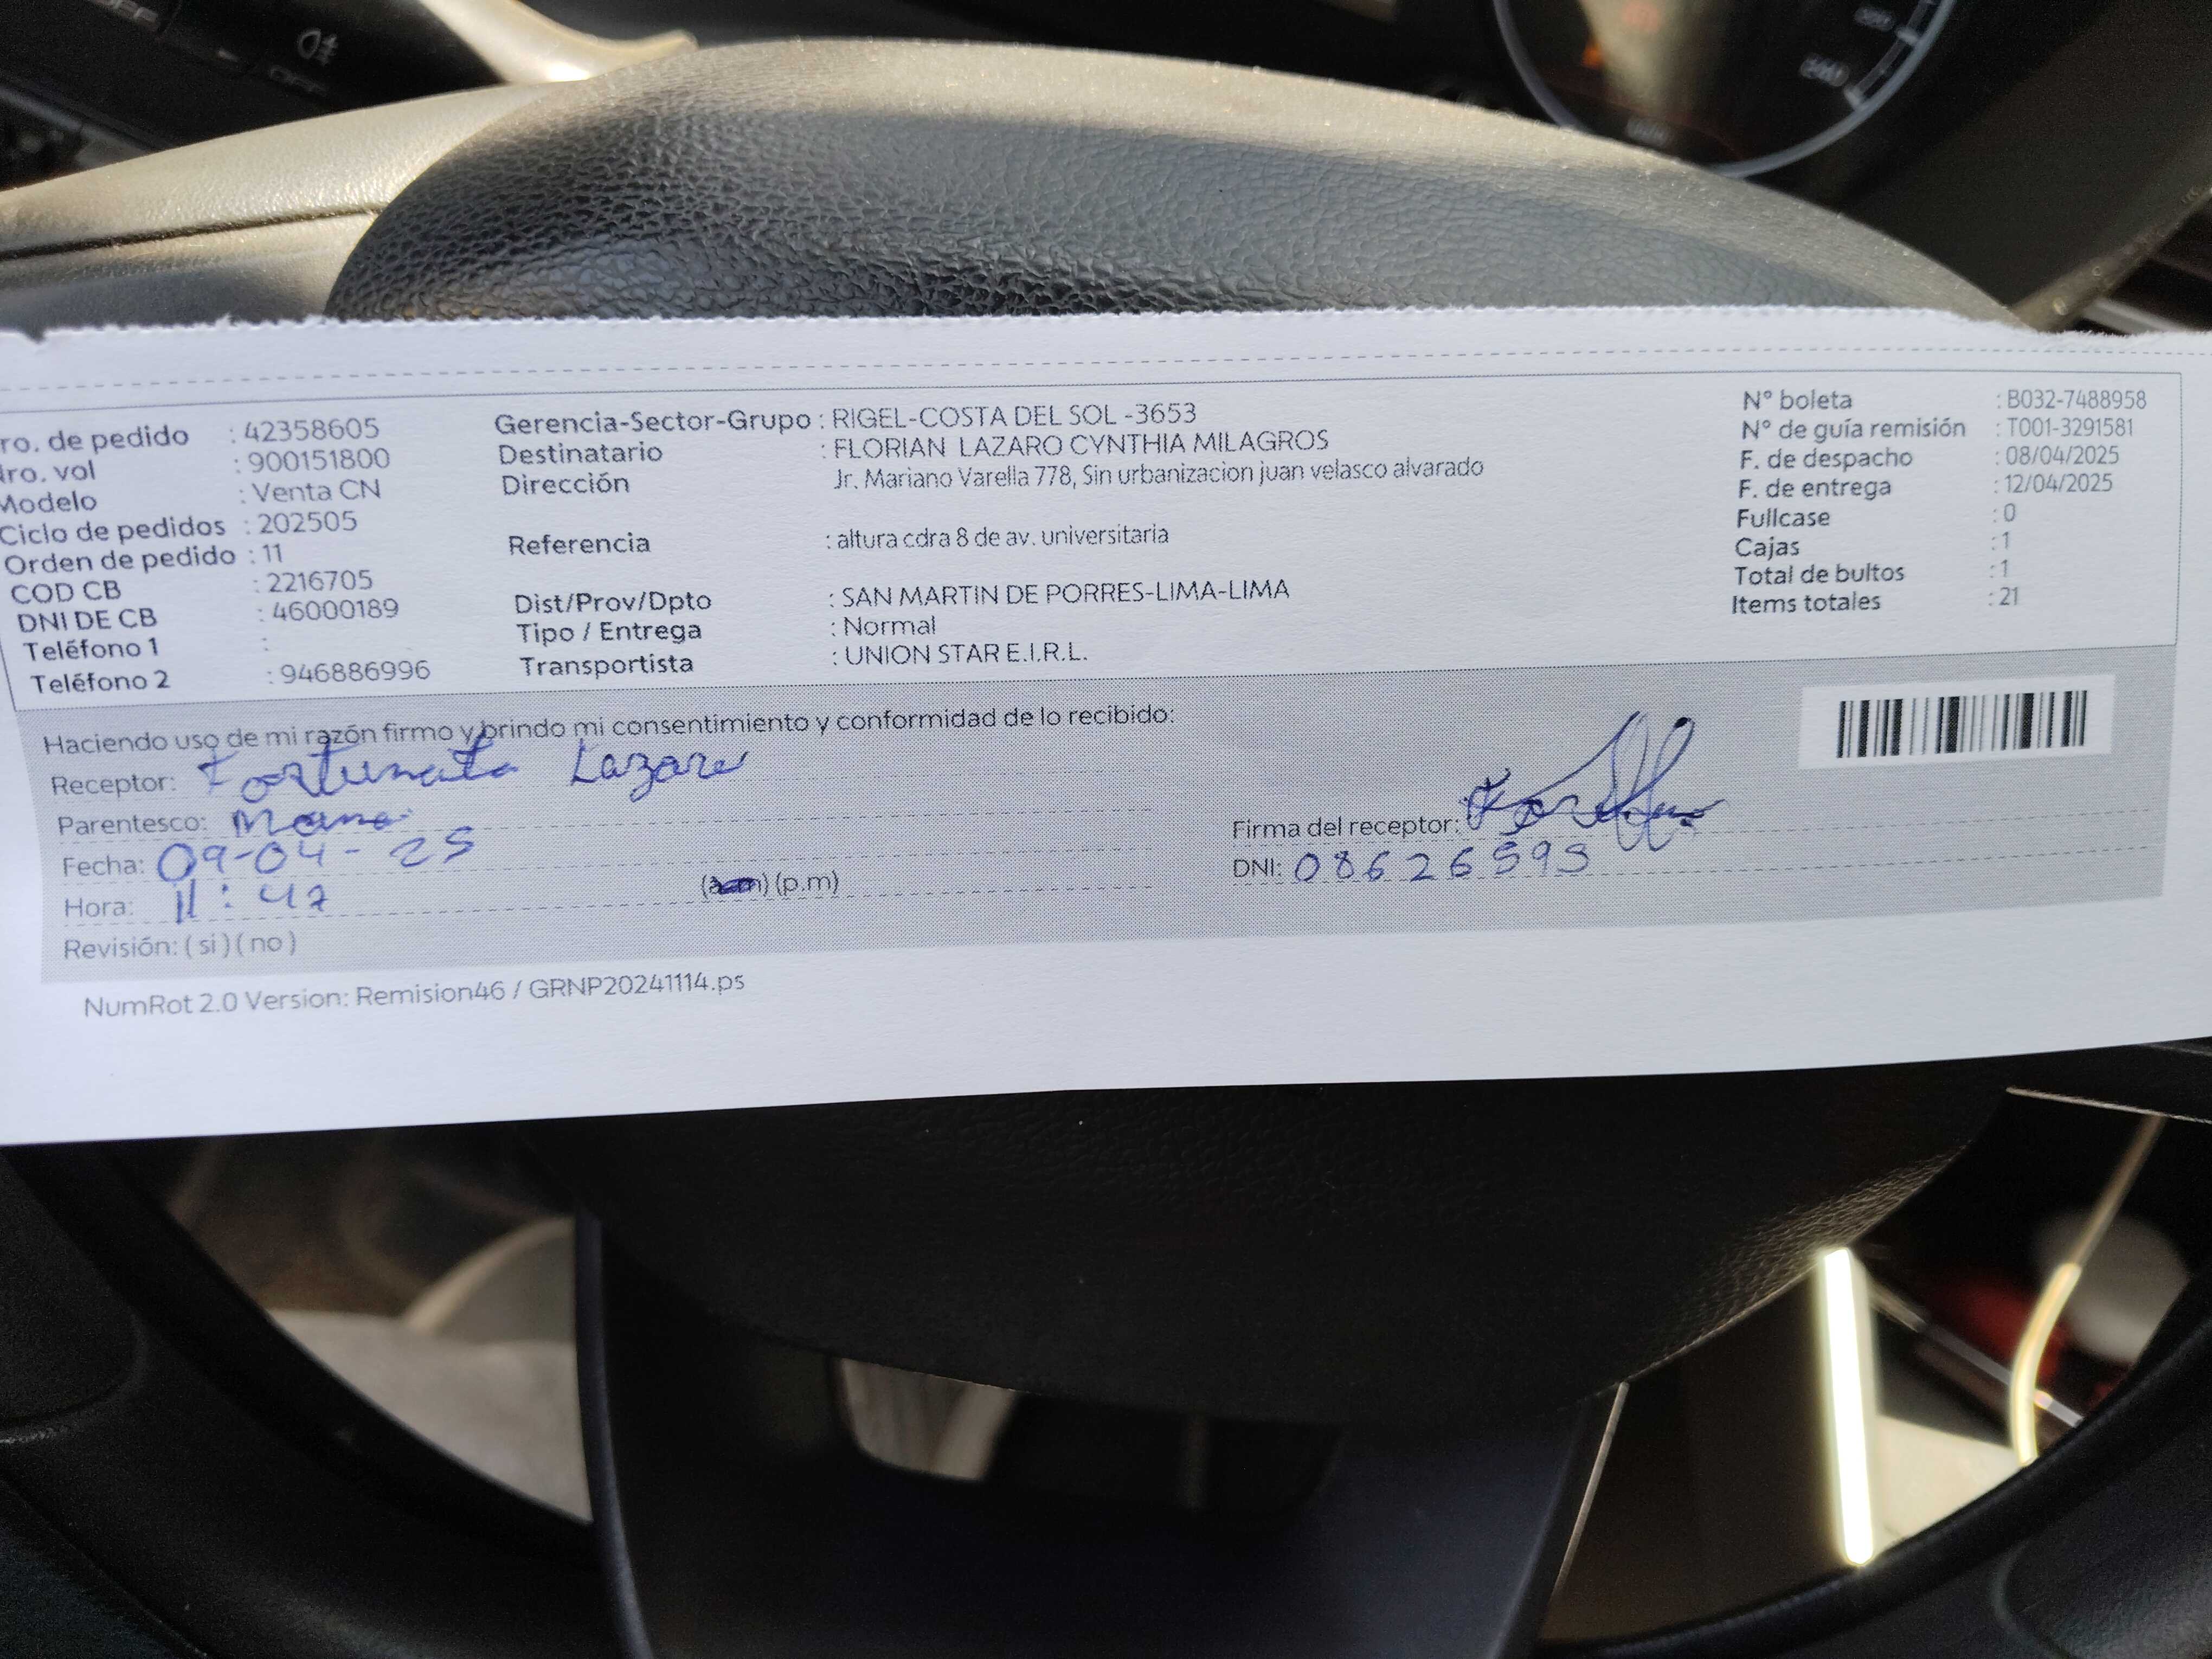 ro. de pedido : 42358605
Nro. vol : 900151800
Modelo : Venta CN
Ciclo de pedidos : 202505
Orden de pedido : 11
COD CB : 2216705
DNI DE CB : 46000189
Teléfono 1 :
Teléfono 2 : 946886996
Gerencia-Sector-Grupo : RIGEL-COSTA DEL SOL -3653
Destinatario : FLORIAN LAZARO CYNTHIA MILAGROS
Dirección Jr. Mariano Varella 778, Sin urbanizacion juan velasco alvarado
Referencia : altura cdra 8 de av. universitaria
Dist/Prov/Dpto : SAN MARTIN DE PORRES-LIMA-LIMA
Tipo / Entrega : Normal
Transportista : UNION STAR E.I.R.L.
N° boleta : B032-7488958
N° de guía remisión : T001-3291581
F. de despacho : 08/04/2025
F. de entrega : 12/04/2025
Fullcase : 0
Cajas : 1
Total de bultos : 1
Items totales : 21
Haciendo uso de mi razón firmo y brindo mi consentimiento y conformidad de lo recibido:
Receptor: Fortunata Lazaro
Parentesco: Mama
Fecha: 09-04-25
Hora: 11:47 (a.m) (p.m)
Revisión: (si) (no)
Firma del receptor:
DNI: 08626595
NumRot 2.0 Version: Remision46 / GRNP20241114.ps
OFF
OFF